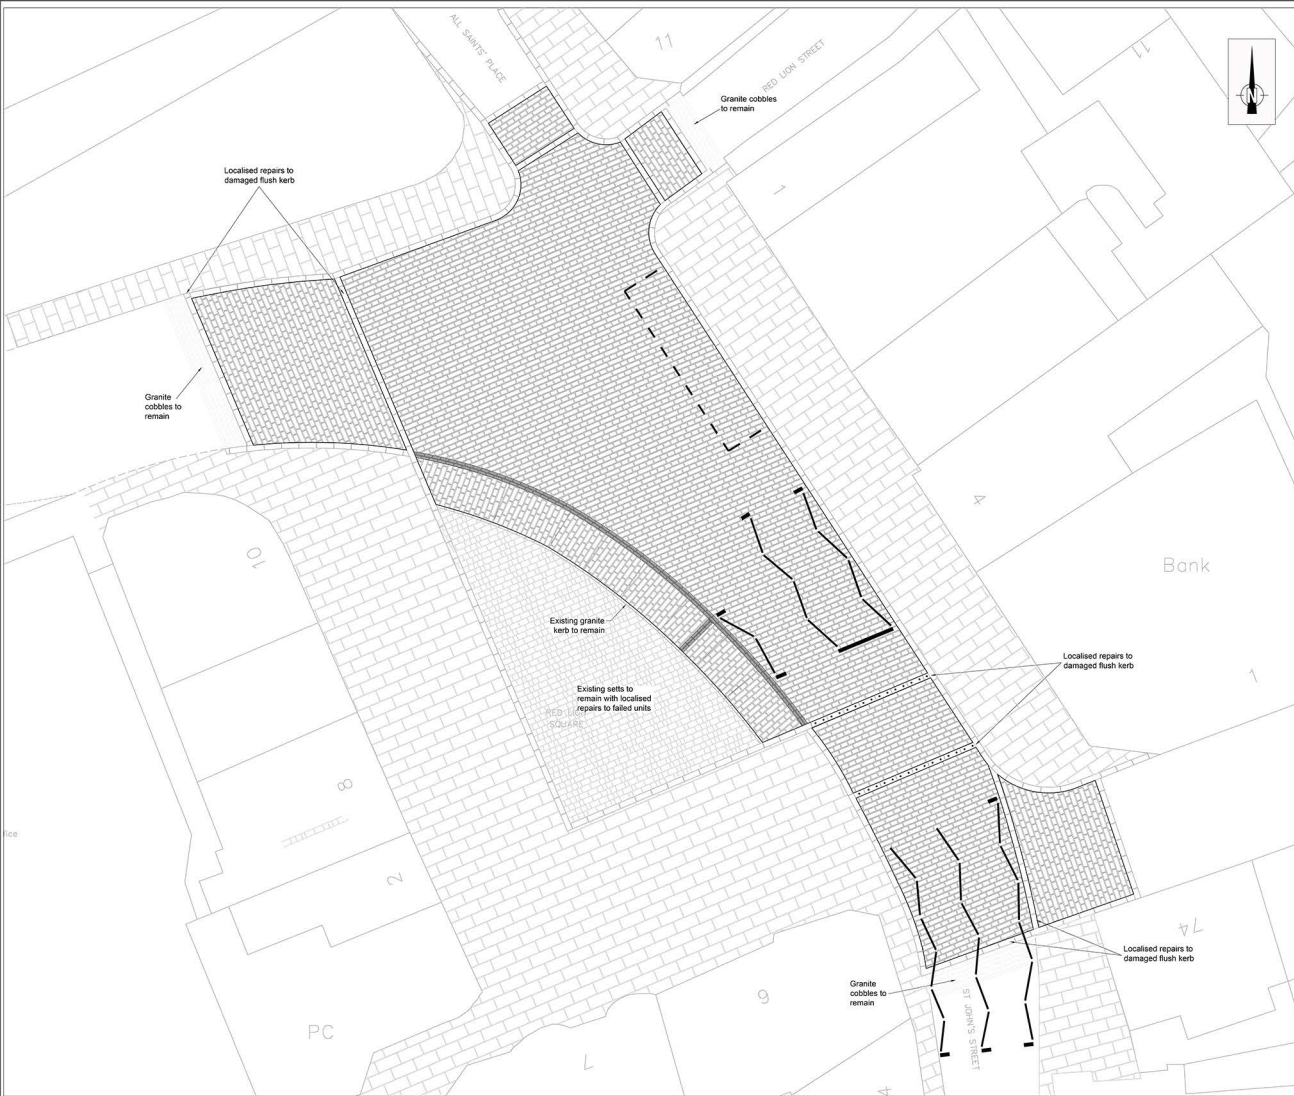 ALL SAINTS' PLACE
11
RED LION STREET
11
N
Granite cobbles
to remain
Localised repairs to
damaged flush kerb
1
Granite
cobbles to
remain
4
10
Bank
Existing granite
kerb to remain
Localised repairs to
damaged flush kerb
1
Existing setts to
remain with localised
repairs to failed units
RED LION
SQUARE
8
fice
2
74
Localised repairs to
damaged flush kerb
Granite
cobbles to
remain
9
PC
ST JOHN'S STREET
7
4